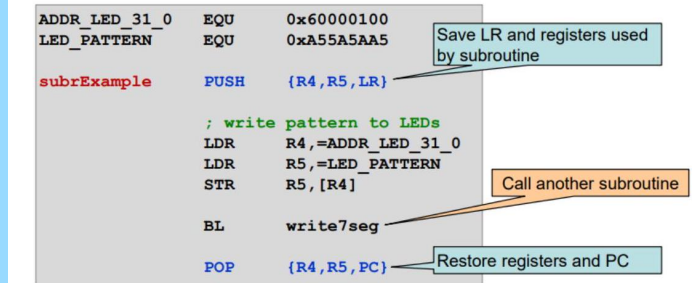 ADDR_LED_31_0 EQU 0x60000100
LED_PATTERN EQU 0xA55A5AA5
Save LR and registers used
by subroutine
subrExample PUSH {R4,R5,LR}
; write pattern to LEDs
LDR R4,=ADDR_LED_31_0
LDR R5,=LED_PATTERN
STR R5,[R4]
Call another subroutine
BL write7seg
POP {R4,R5,PC}
Restore registers and PC